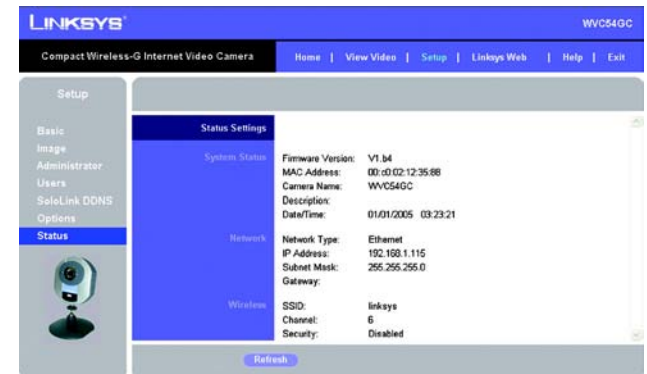 LINKSYS®
WVC54GC
Compact Wireless-G Internet Video Camera
Home | View Video | Setup | Linksys Web | Help | Exit
Setup
Basic
Image
Administrator
Users
SoloLink DDNS
Options
Status
Status Settings
System Status
Firmware Version: V1.b4
MAC Address: 00:c0:02:12:35:88
Camera Name: WVC54GC
Description:
Date/Time: 01/01/2005 03:23:21
Network
Network Type: Ethernet
IP Address: 192.168.1.115
Subnet Mask: 255.255.255.0
Gateway:
Wireless
SSID: linksys
Channel: 6
Security: Disabled
Refresh